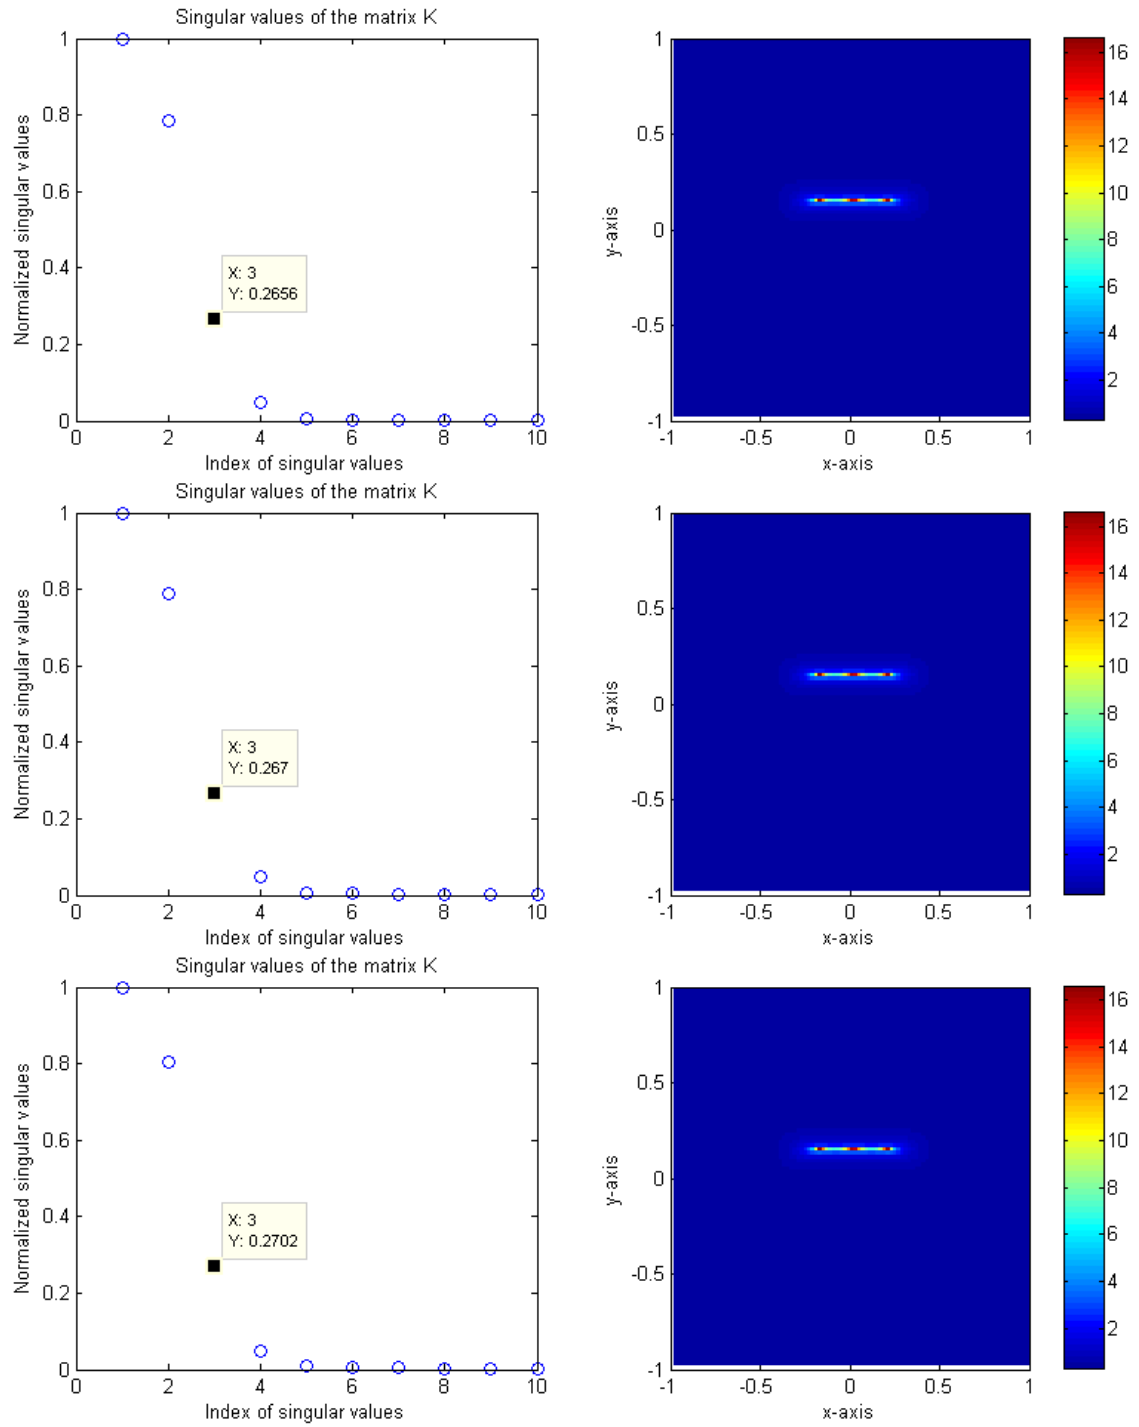 Singular values of the matrix K
1
0.8
0.6
0.4
0.2
0
Normalized singular values
X: 3
Y: 0.2656
0 2 4 6 8 10
Index of singular values
1
0.5
0
-0.5
-1
y-axis
-1 -0.5 0 0.5 1
x-axis
16
14
12
10
8
6
4
2
Singular values of the matrix K
1
0.8
0.6
0.4
0.2
0
Normalized singular values
X: 3
Y: 0.267
0 2 4 6 8 10
Index of singular values
1
0.5
0
-0.5
-1
y-axis
-1 -0.5 0 0.5 1
x-axis
16
14
12
10
8
6
4
2
Singular values of the matrix K
1
0.8
0.6
0.4
0.2
0
Normalized singular values
X: 3
Y: 0.2702
0 2 4 6 8 10
Index of singular values
1
0.5
0
-0.5
-1
y-axis
-1 -0.5 0 0.5 1
x-axis
16
14
12
10
8
6
4
2